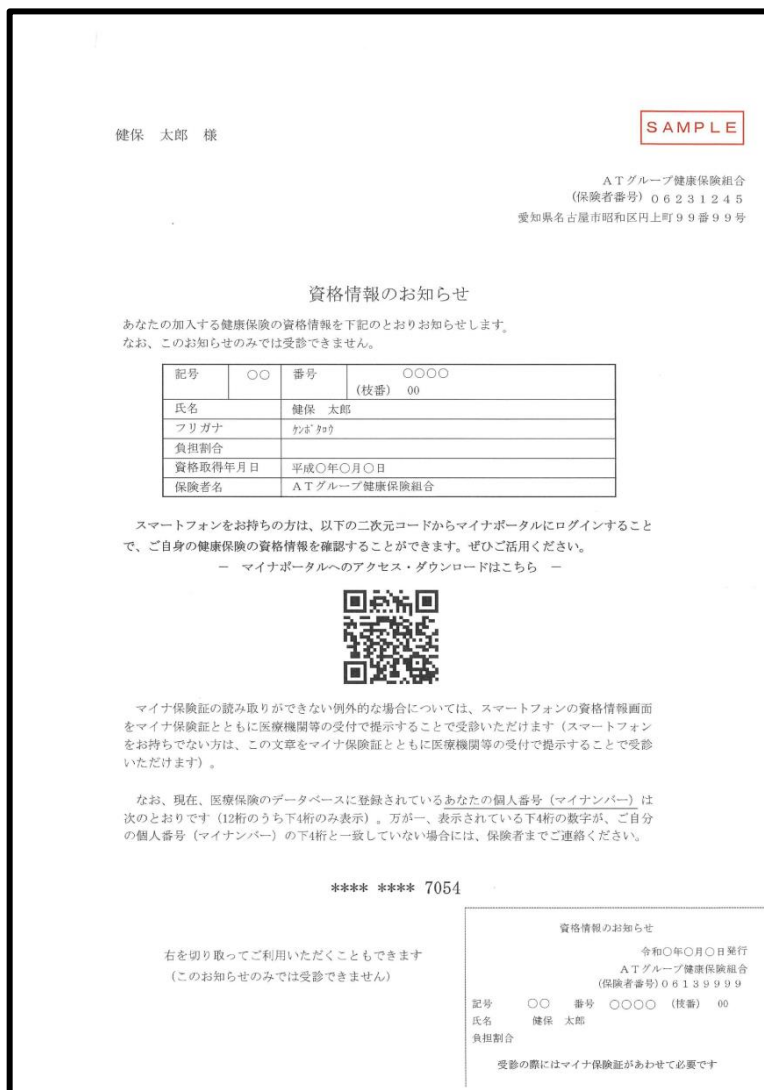 健保　太郎　様
SAMPLE
ＡＴグループ健康保険組合
(保険者番号) ０６２３１２４５
愛知県名古屋市昭和区円上町９９番９９号
資格情報のお知らせ
あなたの加入する健康保険の資格情報を下記のとおりお知らせします。
なお、このお知らせのみでは受診できません。
記号　○○　番号　○○○○
(枝番)　00
氏名　健保　太郎
フリガナ　ｹﾝﾎﾟ ﾀﾛｳ
負担割合
資格取得年月日　平成○年○月○日
保険者名　ＡＴグループ健康保険組合
スマートフォンをお持ちの方は、以下の二次元コードからマイナポータルにログインすること
で、ご自身の健康保険の資格情報を確認することができます。ぜひご活用ください。
－　マイナポータルへのアクセス・ダウンロードはこちら　－
マイナ保険証の読み取りができない例外的な場合については、スマートフォンの資格情報画面
をマイナ保険証とともに医療機関等の受付で提示することで受診いただけます（スマートフォン
をお持ちでない方は、この文章をマイナ保険証とともに医療機関等の受付で提示することで受診
いただけます）。
なお、現在、医療保険のデータベースに登録されているあなたの個人番号（マイナンバー）は
次のとおりです（12桁のうち下4桁のみ表示）。万が一、表示されている下4桁の数字が、ご自分
の個人番号（マイナンバー）の下4桁と一致していない場合には、保険者までご連絡ください。
**** **** 7054
右を切り取ってご利用いただくこともできます
（このお知らせのみでは受診できません）
資格情報のお知らせ
令和○年○月○日発行
ＡＴグループ健康保険組合
(保険者番号)０６１３９９９９
記号　○○　番号　○○○○　(枝番)　00
氏名　健保　太郎
負担割合
受診の際にはマイナ保険証があわせて必要です